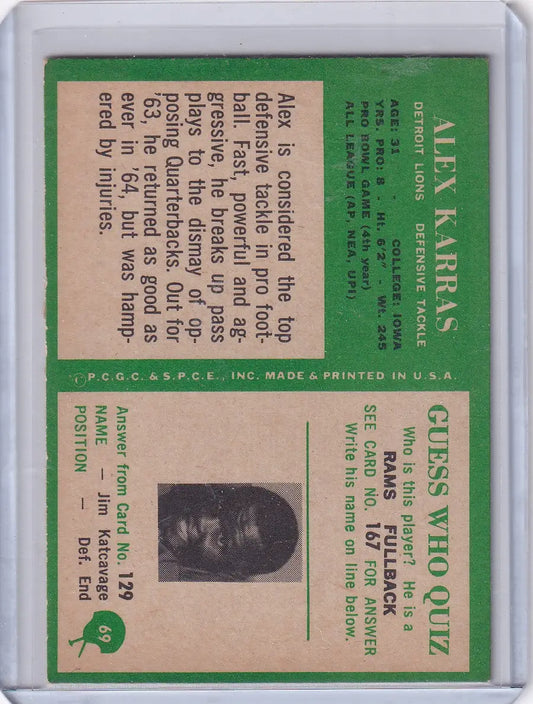 ALEX KARRAS
DETROIT LIONS DEFENSIVE TACKLE
AGE: 31 - COLLEGE: IOWA
YRS. PRO: 8 - Ht. 6'2" - Wt. 245
PRO BOWL GAME (4th year)
ALL LEAGUE (AP, NEA, UPI)
Alex is considered the top
defensive tackle in pro foot-
ball. Fast, powerful and ag-
gressive, he breaks up pass
plays to the dismay of op-
posing Quarterbacks. Out for
'63, he returned as good as
ever in '64, but was hamp-
ered by injuries.
©P.C.G.C. & S.P.C.E., INC. MADE & PRINTED IN U.S.A.
GUESS WHO QUIZ
Who is this player? He is a
RAMS FULLBACK
SEE CARD NO. 167 FOR ANSWER
Write his name on line below.
Answer from Card No. 129
NAME — Jim Katcavage
POSITION — Def. End
69